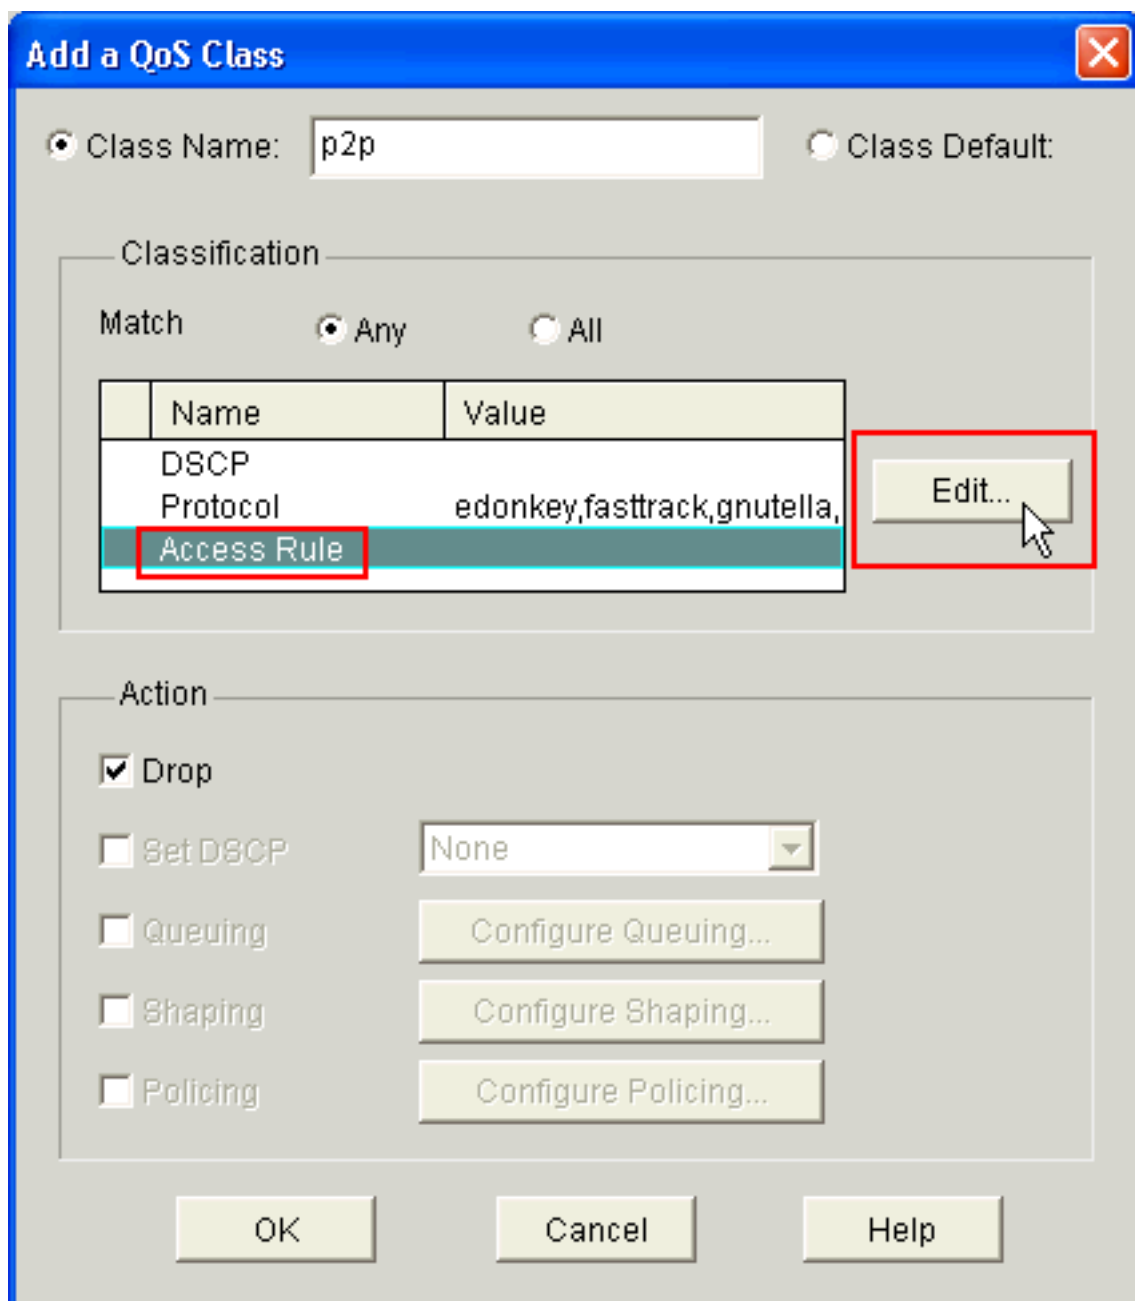 Add a QoS Class
Class Name: p2p Class Default:
Classification
Match Any All
Name Value
DSCP
Protocol edonkey,fasttrack,gnutella,
Edit...
Access Rule
Action
Drop
Set DSCP None
Queuing Configure Queuing...
Shaping Configure Shaping...
Policing Configure Policing...
OK Cancel Help